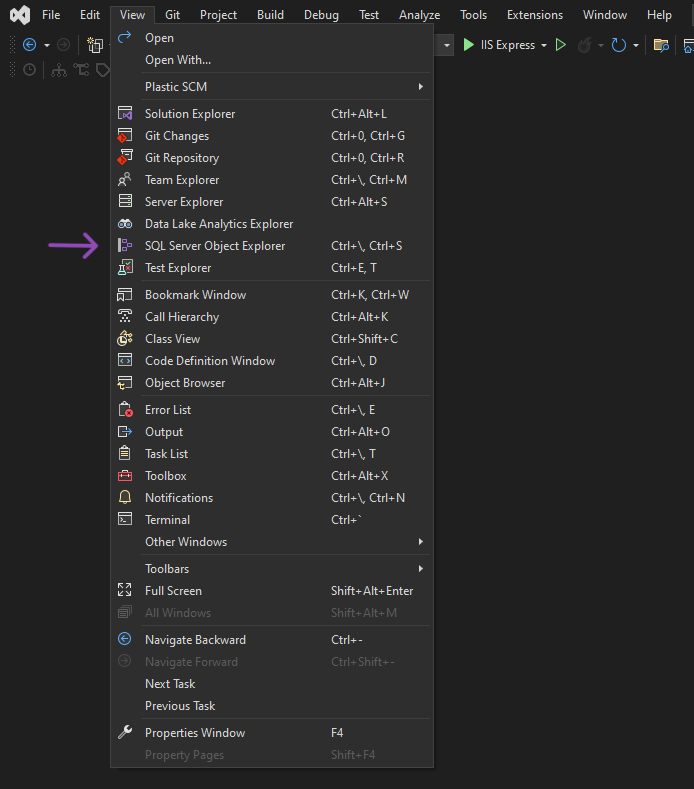 File Edit View Git Project Build Debug Test Analyze Tools Extensions Window Help
IIS Express
Open
Open With...
Plastic SCM
Solution Explorer Ctrl+Alt+L
Git Changes Ctrl+0, Ctrl+G
Git Repository Ctrl+0, Ctrl+R
Team Explorer Ctrl+\, Ctrl+M
Server Explorer Ctrl+Alt+S
Data Lake Analytics Explorer
SQL Server Object Explorer Ctrl+\, Ctrl+S
Test Explorer Ctrl+E, T
Bookmark Window Ctrl+K, Ctrl+W
Call Hierarchy Ctrl+Alt+K
Class View Ctrl+Shift+C
Code Definition Window Ctrl+\, D
Object Browser Ctrl+Alt+J
Error List Ctrl+\, E
Output Ctrl+Alt+O
Task List Ctrl+\, T
Toolbox Ctrl+Alt+X
Notifications Ctrl+\, Ctrl+N
Terminal Ctrl+`
Other Windows
Toolbars
Full Screen Shift+Alt+Enter
All Windows Shift+Alt+M
Navigate Backward Ctrl+-
Navigate Forward Ctrl+Shift+-
Next Task
Previous Task
Properties Window F4
Property Pages Shift+F4